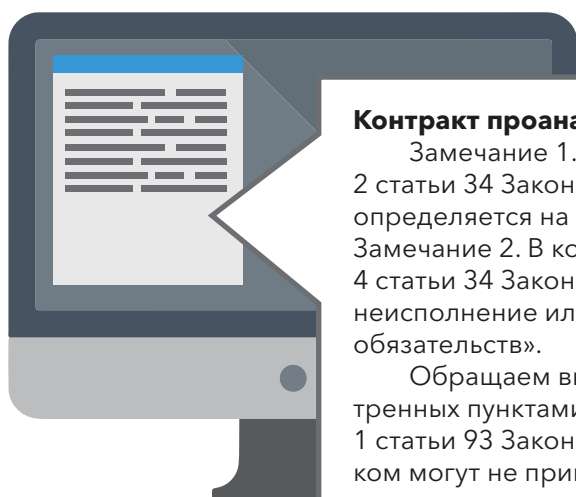 Контракт проана
Замечание 1.
2 статьи 34 Закон
определяется на
Замечание 2. В ко
4 статьи 34 Закон
неисполнение ил
обязательств».
Обращаем в
тренных пунктами
1 статьи 93 Закон
ком могут не при